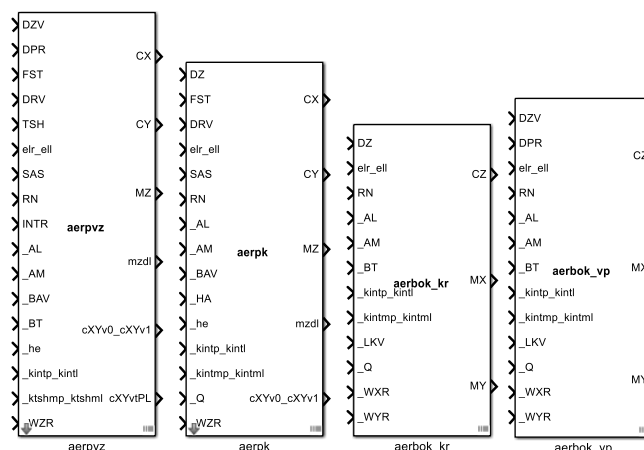 DZV
DPR
FST
DRV
TSH
elr_ell
SAS
RN
INTR
_AL
_AM
_BAV
_BT
_he
_kintp_kintl
_ktshmp_ktshml
_WZR
aerpvz
CX
CY
MZ
mzdl
cXYv0_cXYv1
cXYvtPL
aerpvz
DZ
FST
DRV
elr_ell
SAS
RN
_AL
_AM
_BAV
_HA
_he
_kintp_kintl
_kintmp_kintml
_Q
_WZR
aerpk
CX
CY
MZ
mzdl
cXYv0_cXYv1
aerpk
DZ
elr_ell
RN
_AL
_AM
_BT
_kintp_kintl
_kintmp_kintml
_LKV
_Q
_WXR
_WYR
aerbok_kr
CZ
MX
MY
aerbok_kr
DZV
DPR
elr_ell
RN
_AL
_AM
_BT
_kintp_kintl
_kintmp_kintml
_LKV
_Q
_WXR
_WYR
aerbok_vp
CZ
MX
MY
aerbok_vp